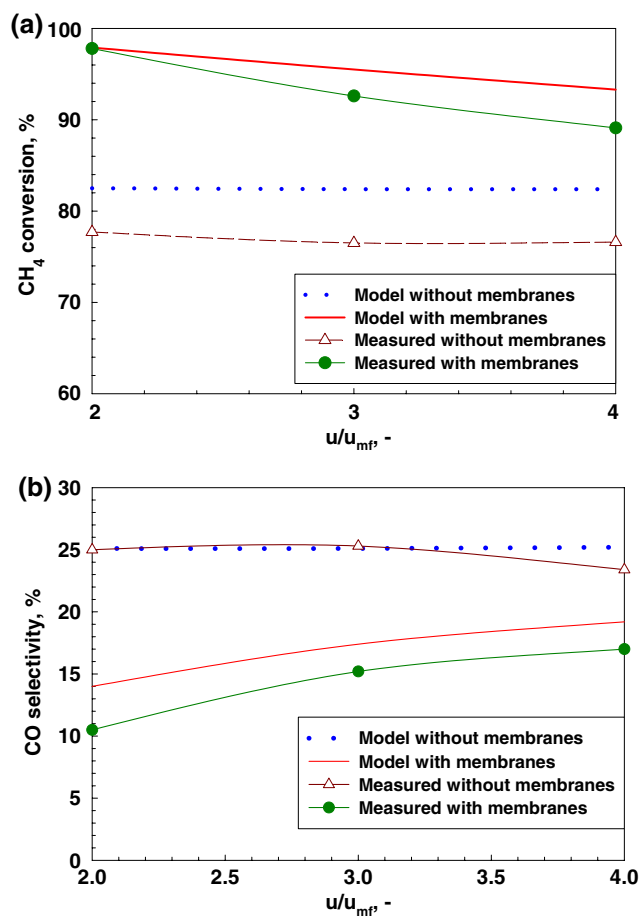 (a)
100
90
80
70
60
CH4 conversion, %
2
3
4
u/umf, -
Model without membranes
Model with membranes
Measured without membranes
Measured with membranes
(b)
30
25
20
15
10
5
0
CO selectivity, %
2.0
2.5
3.0
3.5
4.0
u/umf, -
Model without membranes
Model with membranes
Measured without membranes
Measured with membranes